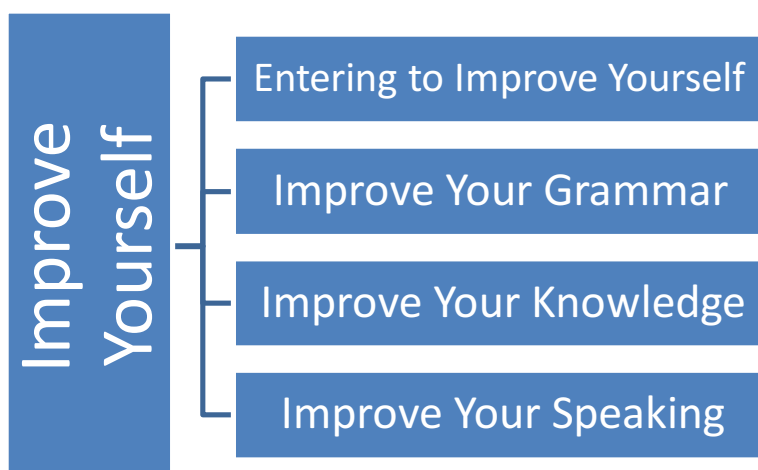 Improve
Yourself
Entering to Improve Yourself
Improve Your Grammar
Improve Your Knowledge
Improve Your Speaking